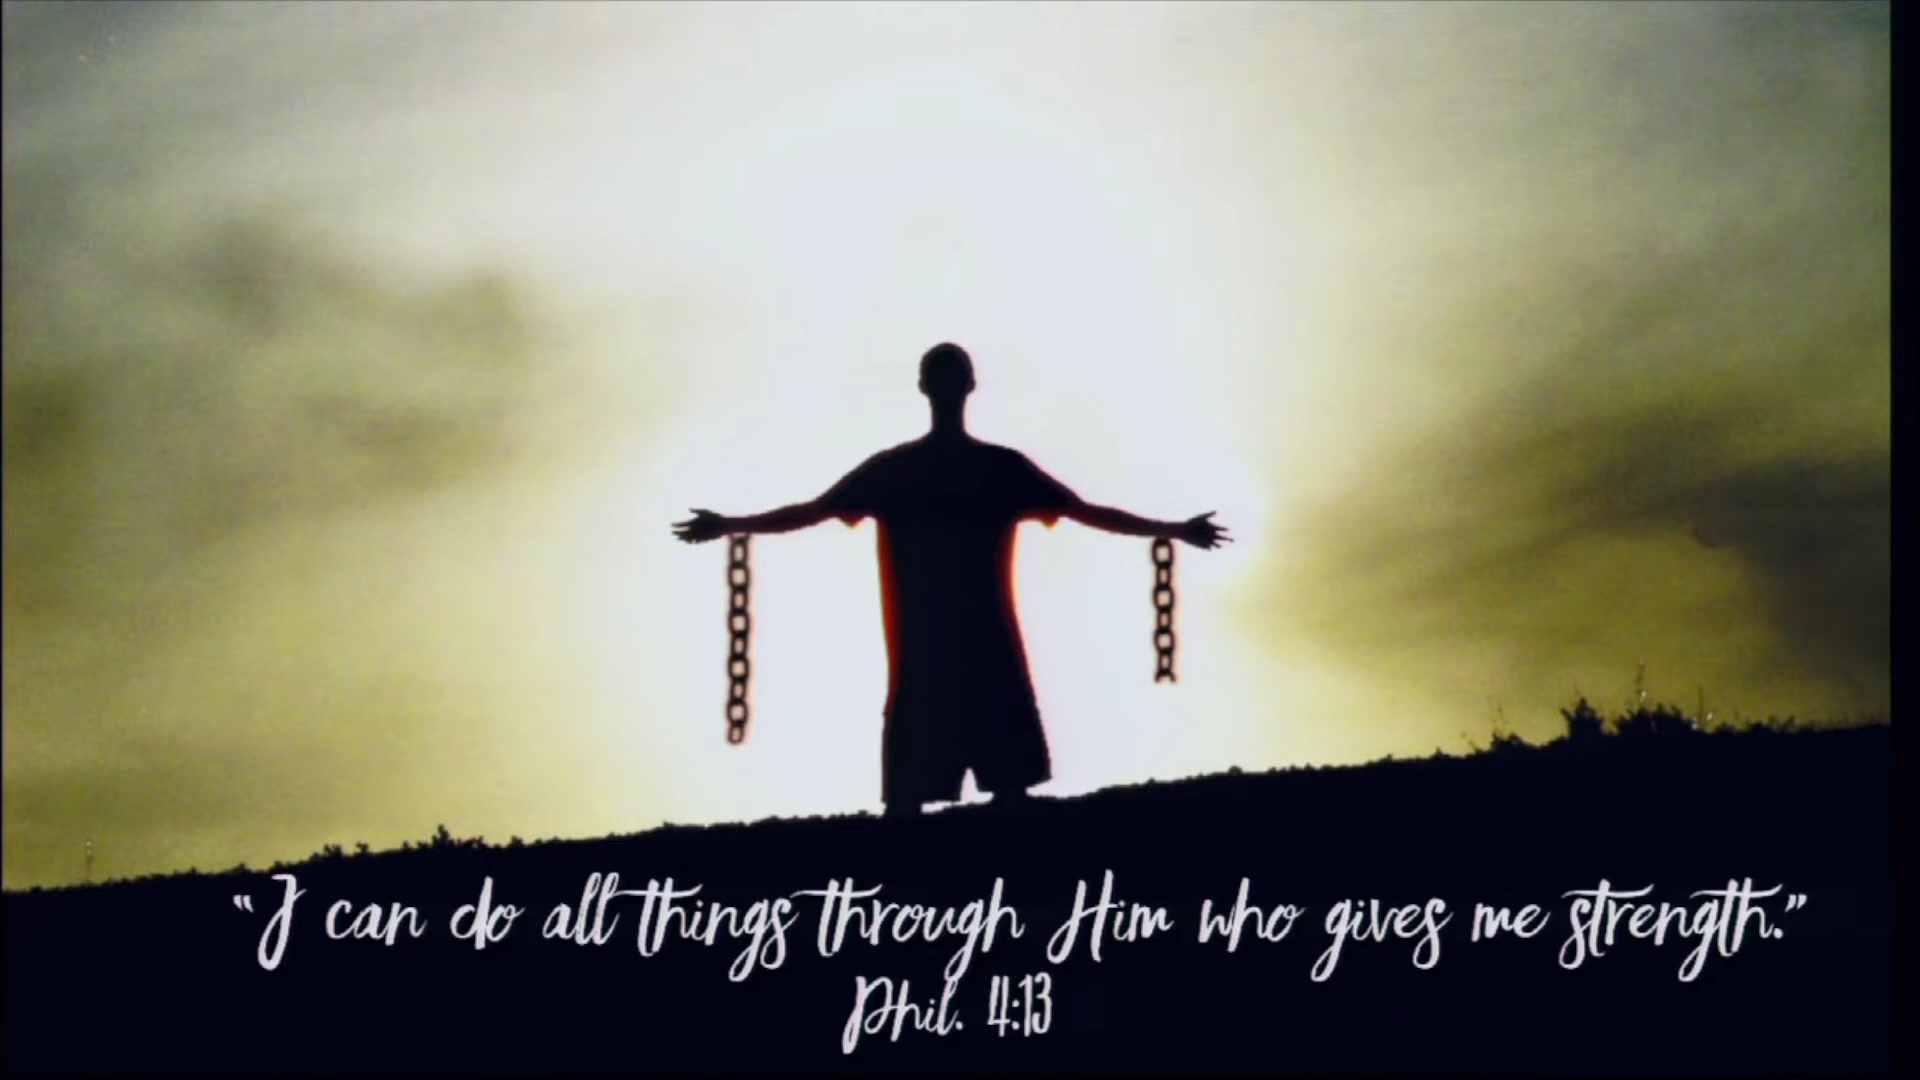 “I can do all things through Him who gives me strength.”
Phil. 4:13